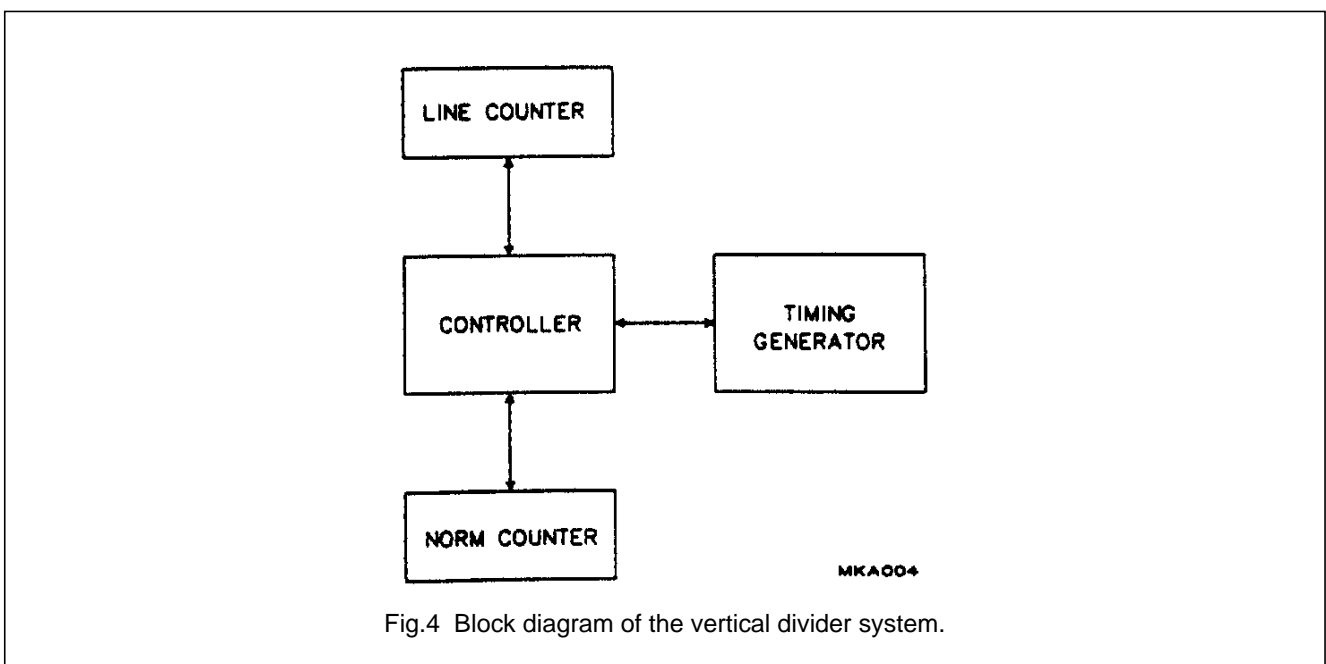 LINE COUNTER
CONTROLLER
TIMING
GENERATOR
NORM COUNTER
MKA004
Fig.4 Block diagram of the vertical divider system.